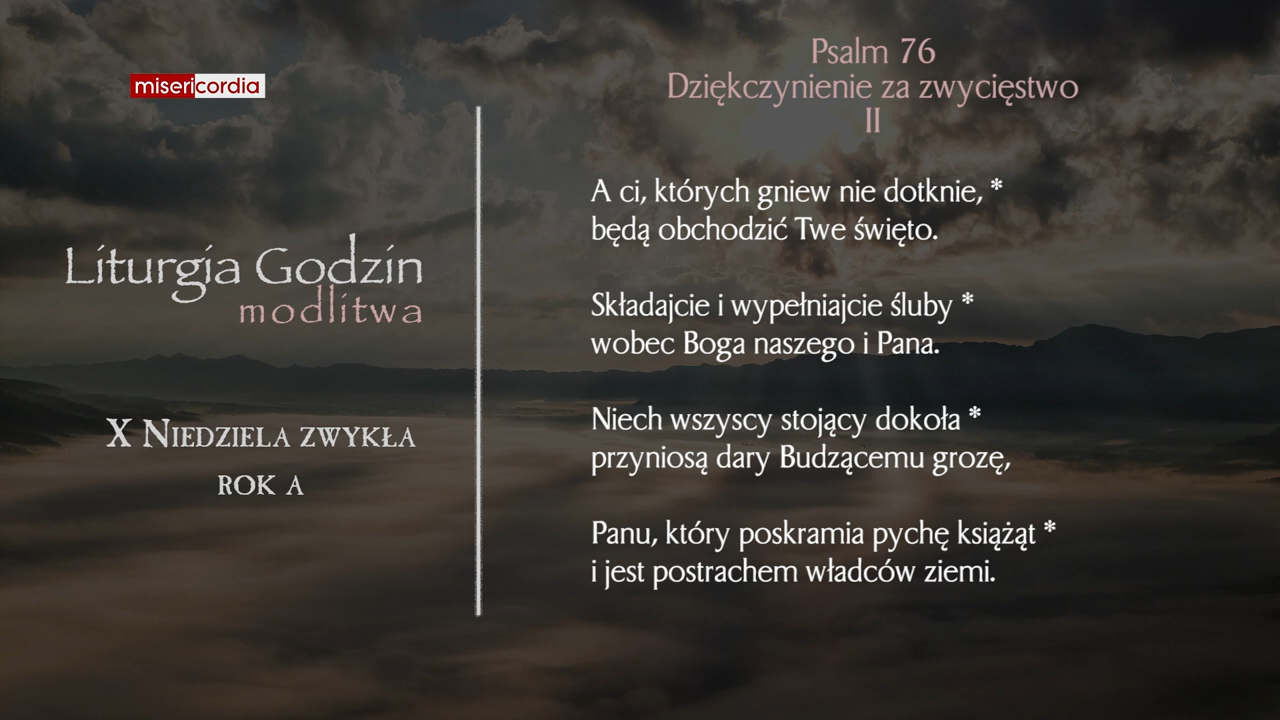 misericordia
Liturgia Godzin
modlitwa
X Niedziela zwykła
rok A
Psalm 76
Dziękczynienie za zwycięstwo
II
A ci, których gniew nie dotknie, *
będą obchodzić Twe święto.
Składajcie i wypełniajcie śluby *
wobec Boga naszego i Pana.
Niech wszyscy stojący dokoła *
przyniosą dary Budzącemu grozę,
Panu, który poskramia pychę książąt *
i jest postrachem władców ziemi.